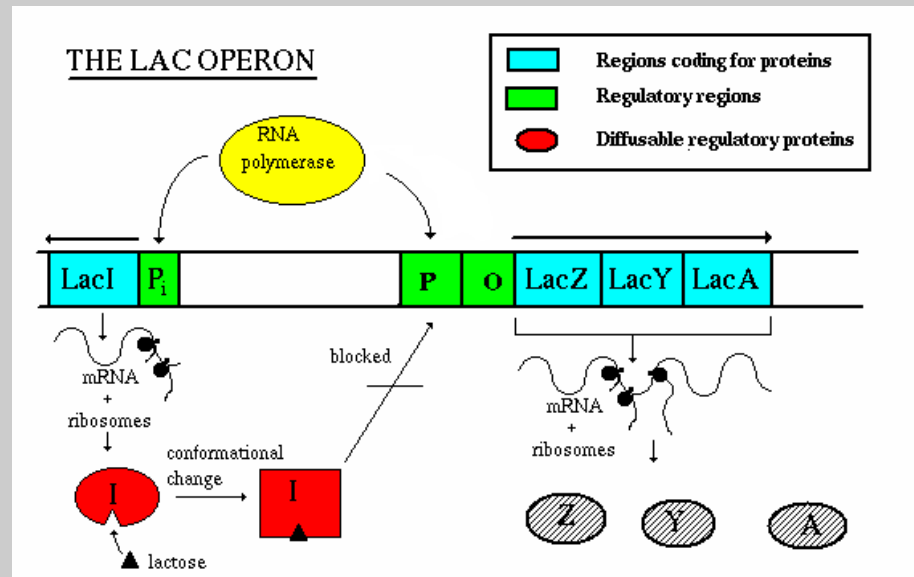 THE LAC OPERON
Regions coding for proteins
Regulatory regions
Diffusable regulatory proteins
RNA
polymerase
LacI
Pi
P
O
LacZ
LacY
LacA
blocked
mRNA
+
ribosomes
mRNA
+
ribosomes
conformational
change
I
I
lactose
Z
Y
A